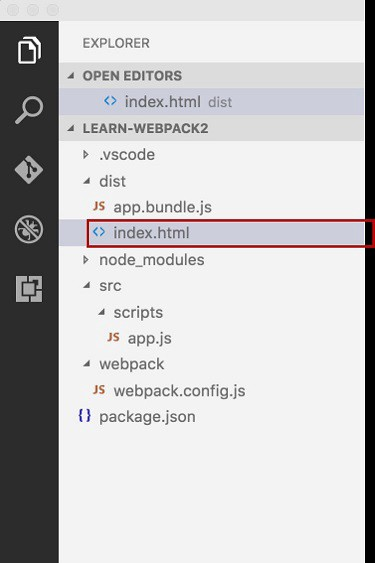 EXPLORER
OPEN EDITORS
<> index.html dist
LEARN-WEBPACK2
.vscode
dist
JS app.bundle.js
<> index.html
node_modules
src
scripts
JS app.js
webpack
JS webpack.config.js
{} package.json